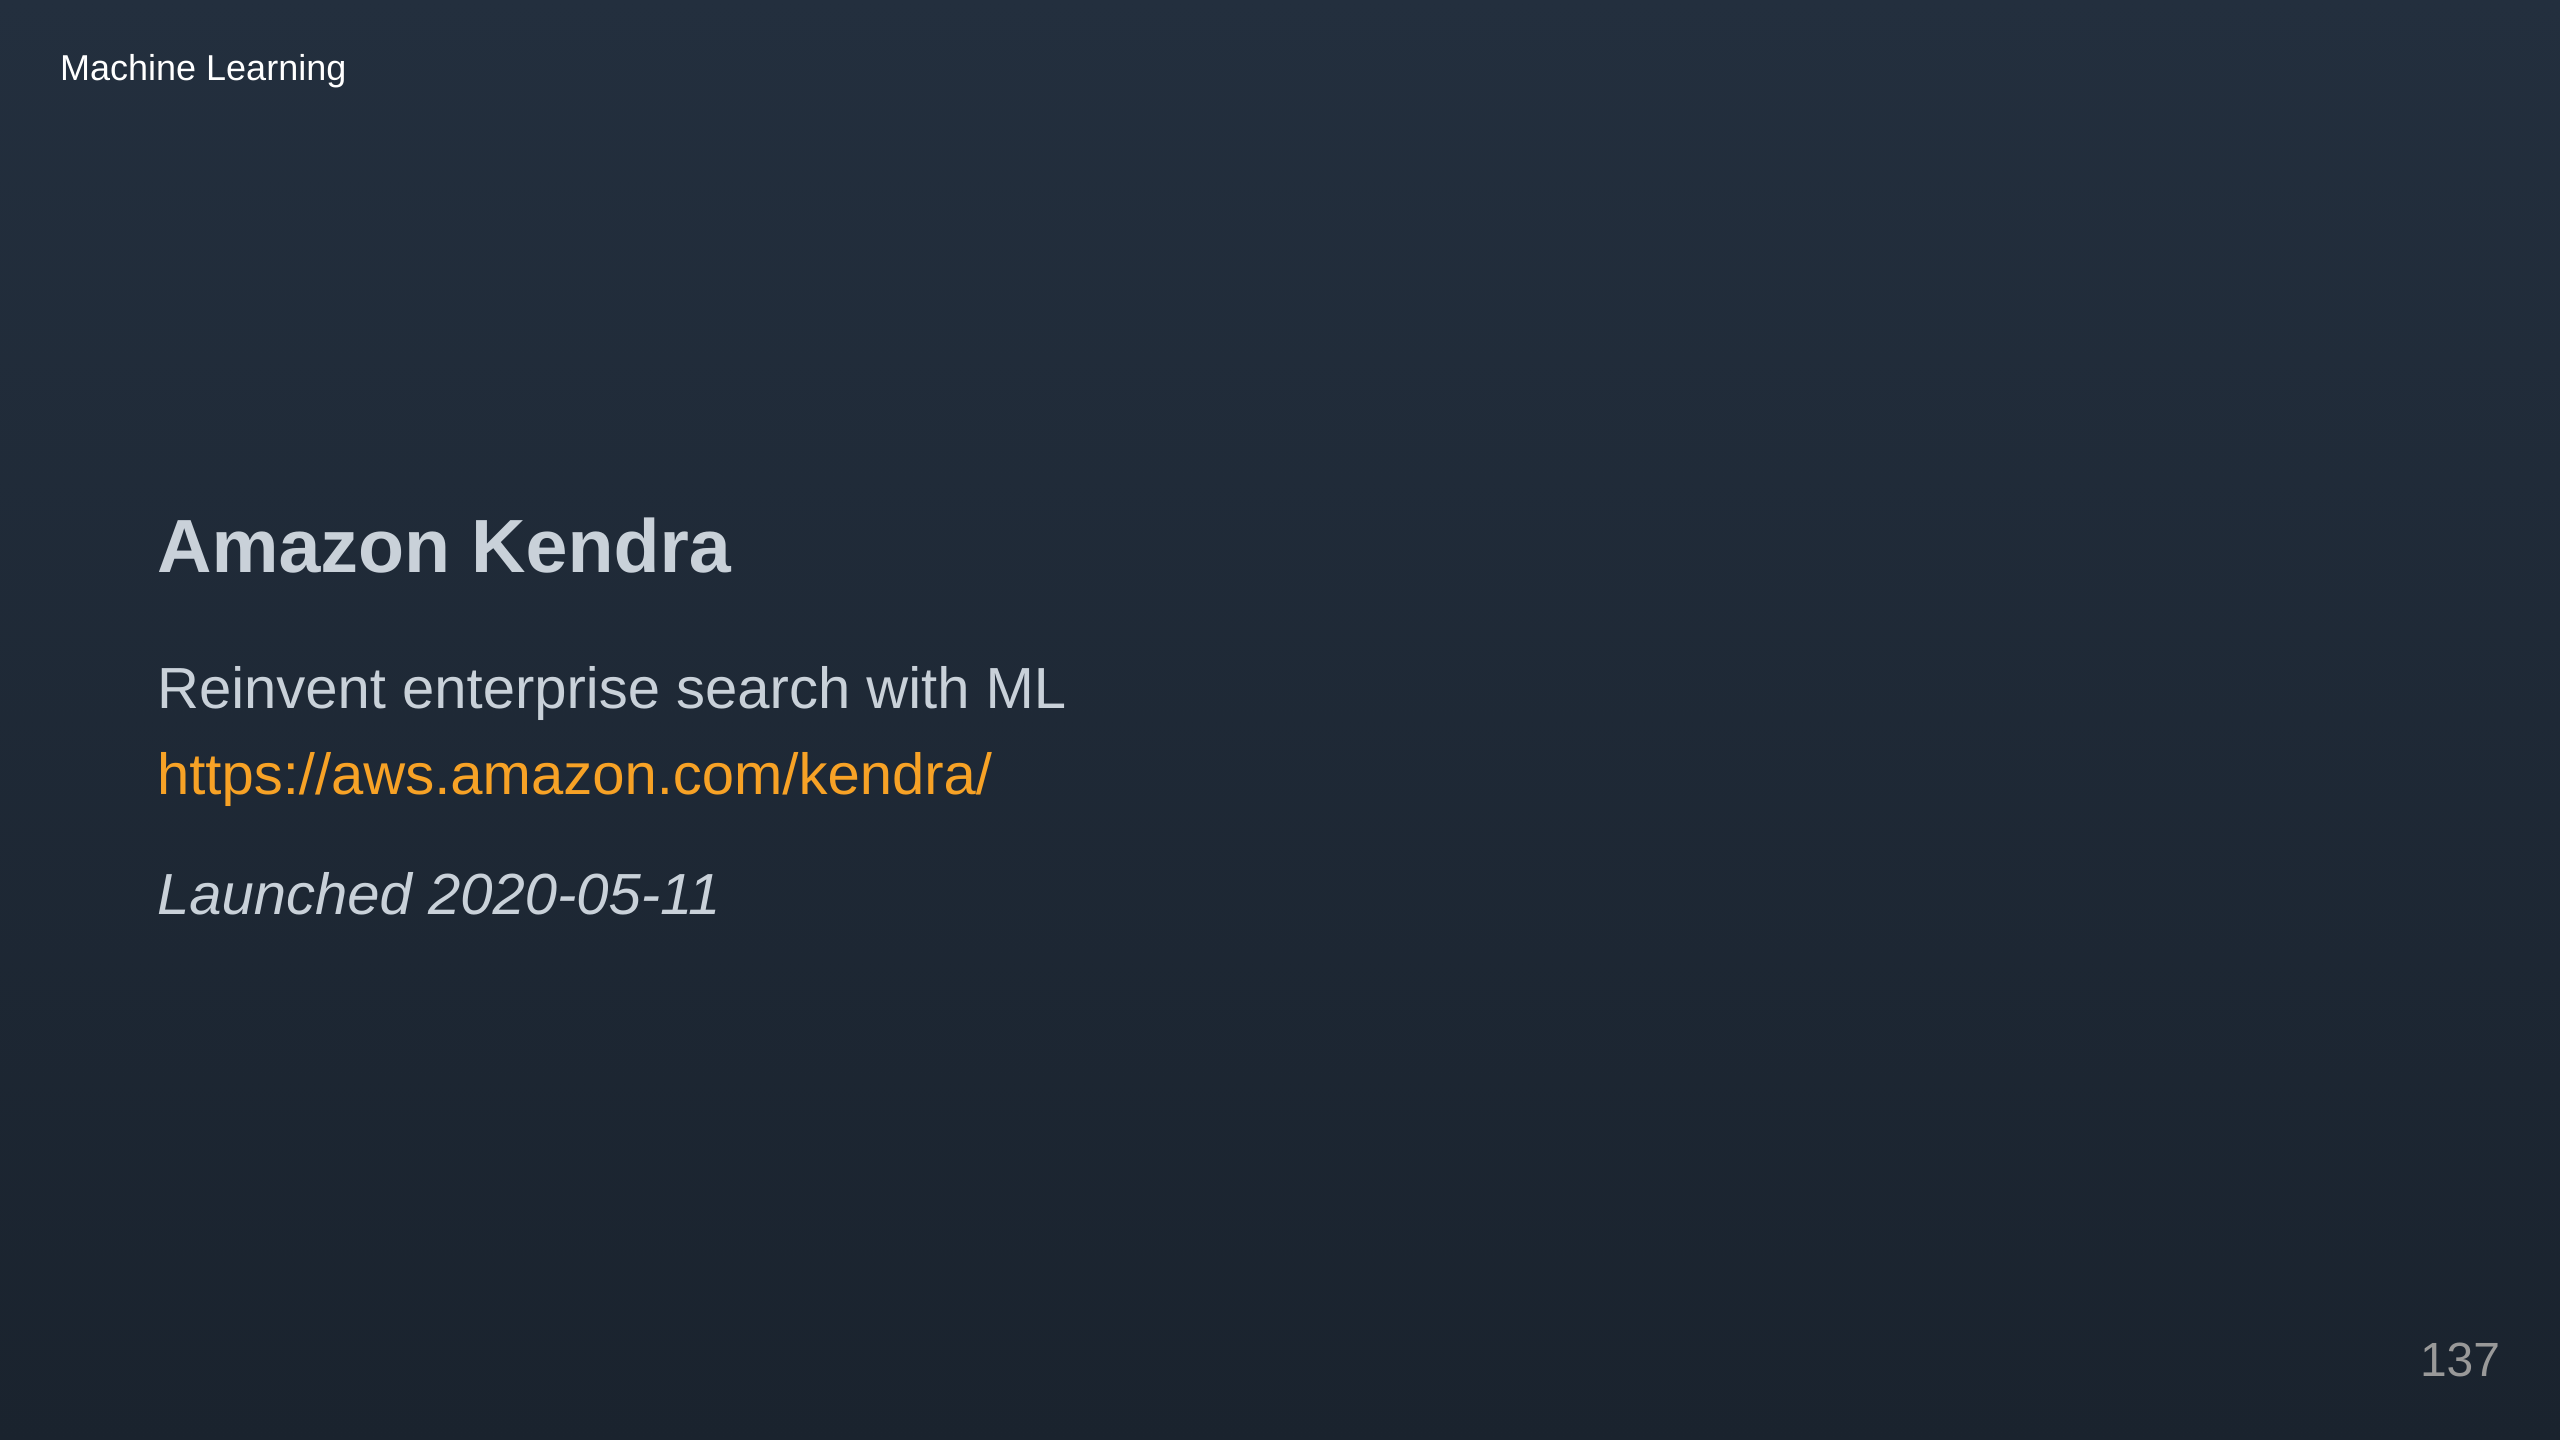 Machine Learning
Amazon Kendra
Reinvent enterprise search with ML
https://aws.amazon.com/kendra/
Launched 2020-05-11
137